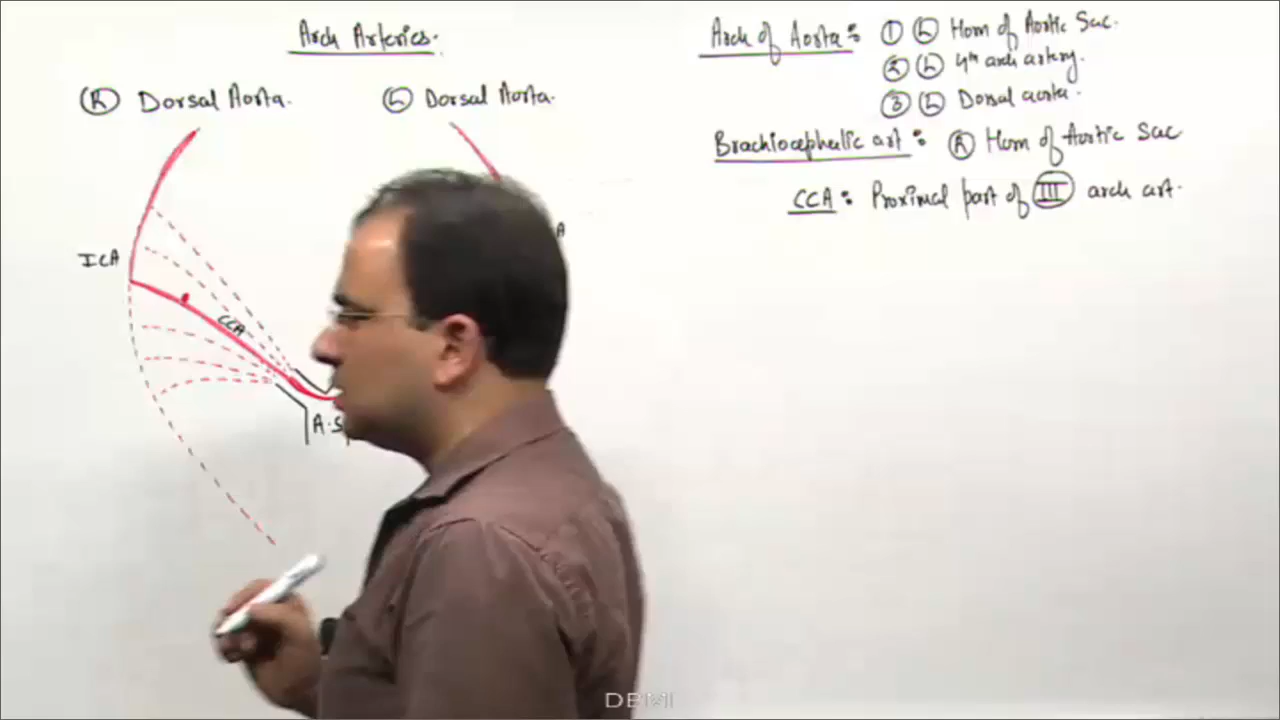 Arch Arteries.
Ⓡ Dorsal Aorta.
Ⓛ Dorsal Aorta.
ICA
CCA
A.S
A
Arch of Aorta :
① Ⓛ Horn of Aortic Sac.
② Ⓛ 4th arch artery.
③ Ⓛ Dorsal aorta.
Brachiocephalic art : Ⓡ Horn of Aortic Sac
CCA : Proximal part of III arch art.
DBMI